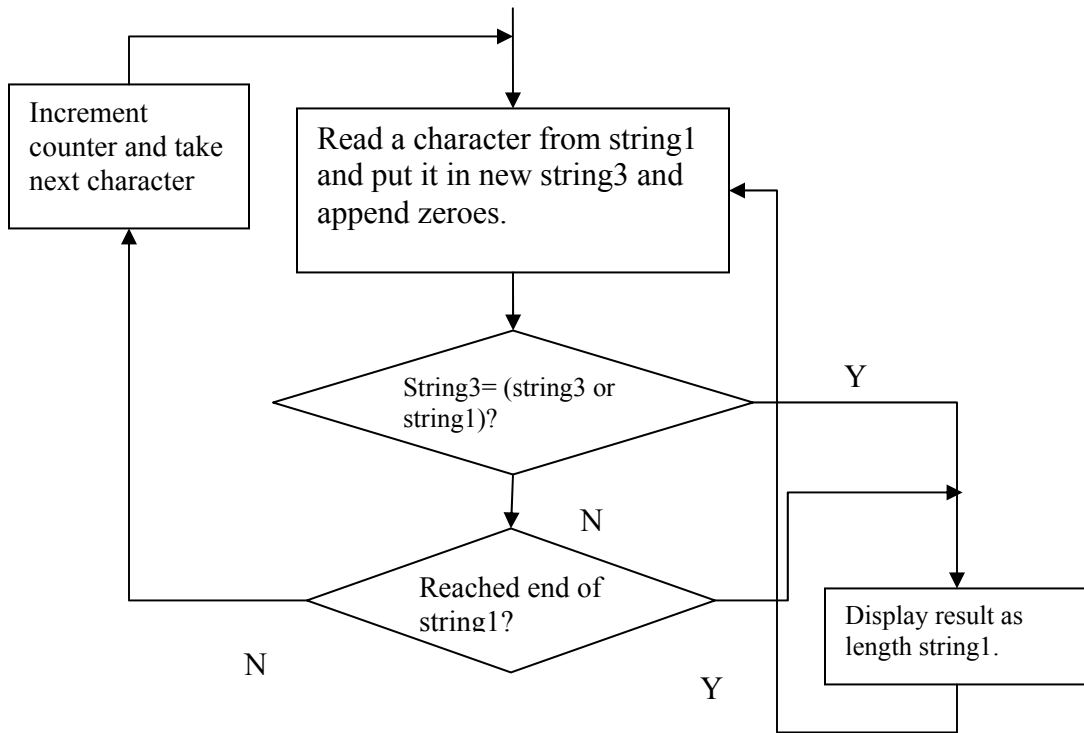 Increment
counter and take
next character
Read a character from string1
and put it in new string3 and
append zeroes.
String3= (string3 or
string1)?
Y
N
Reached end of
string1?
N
Y
Display result as
length string1.